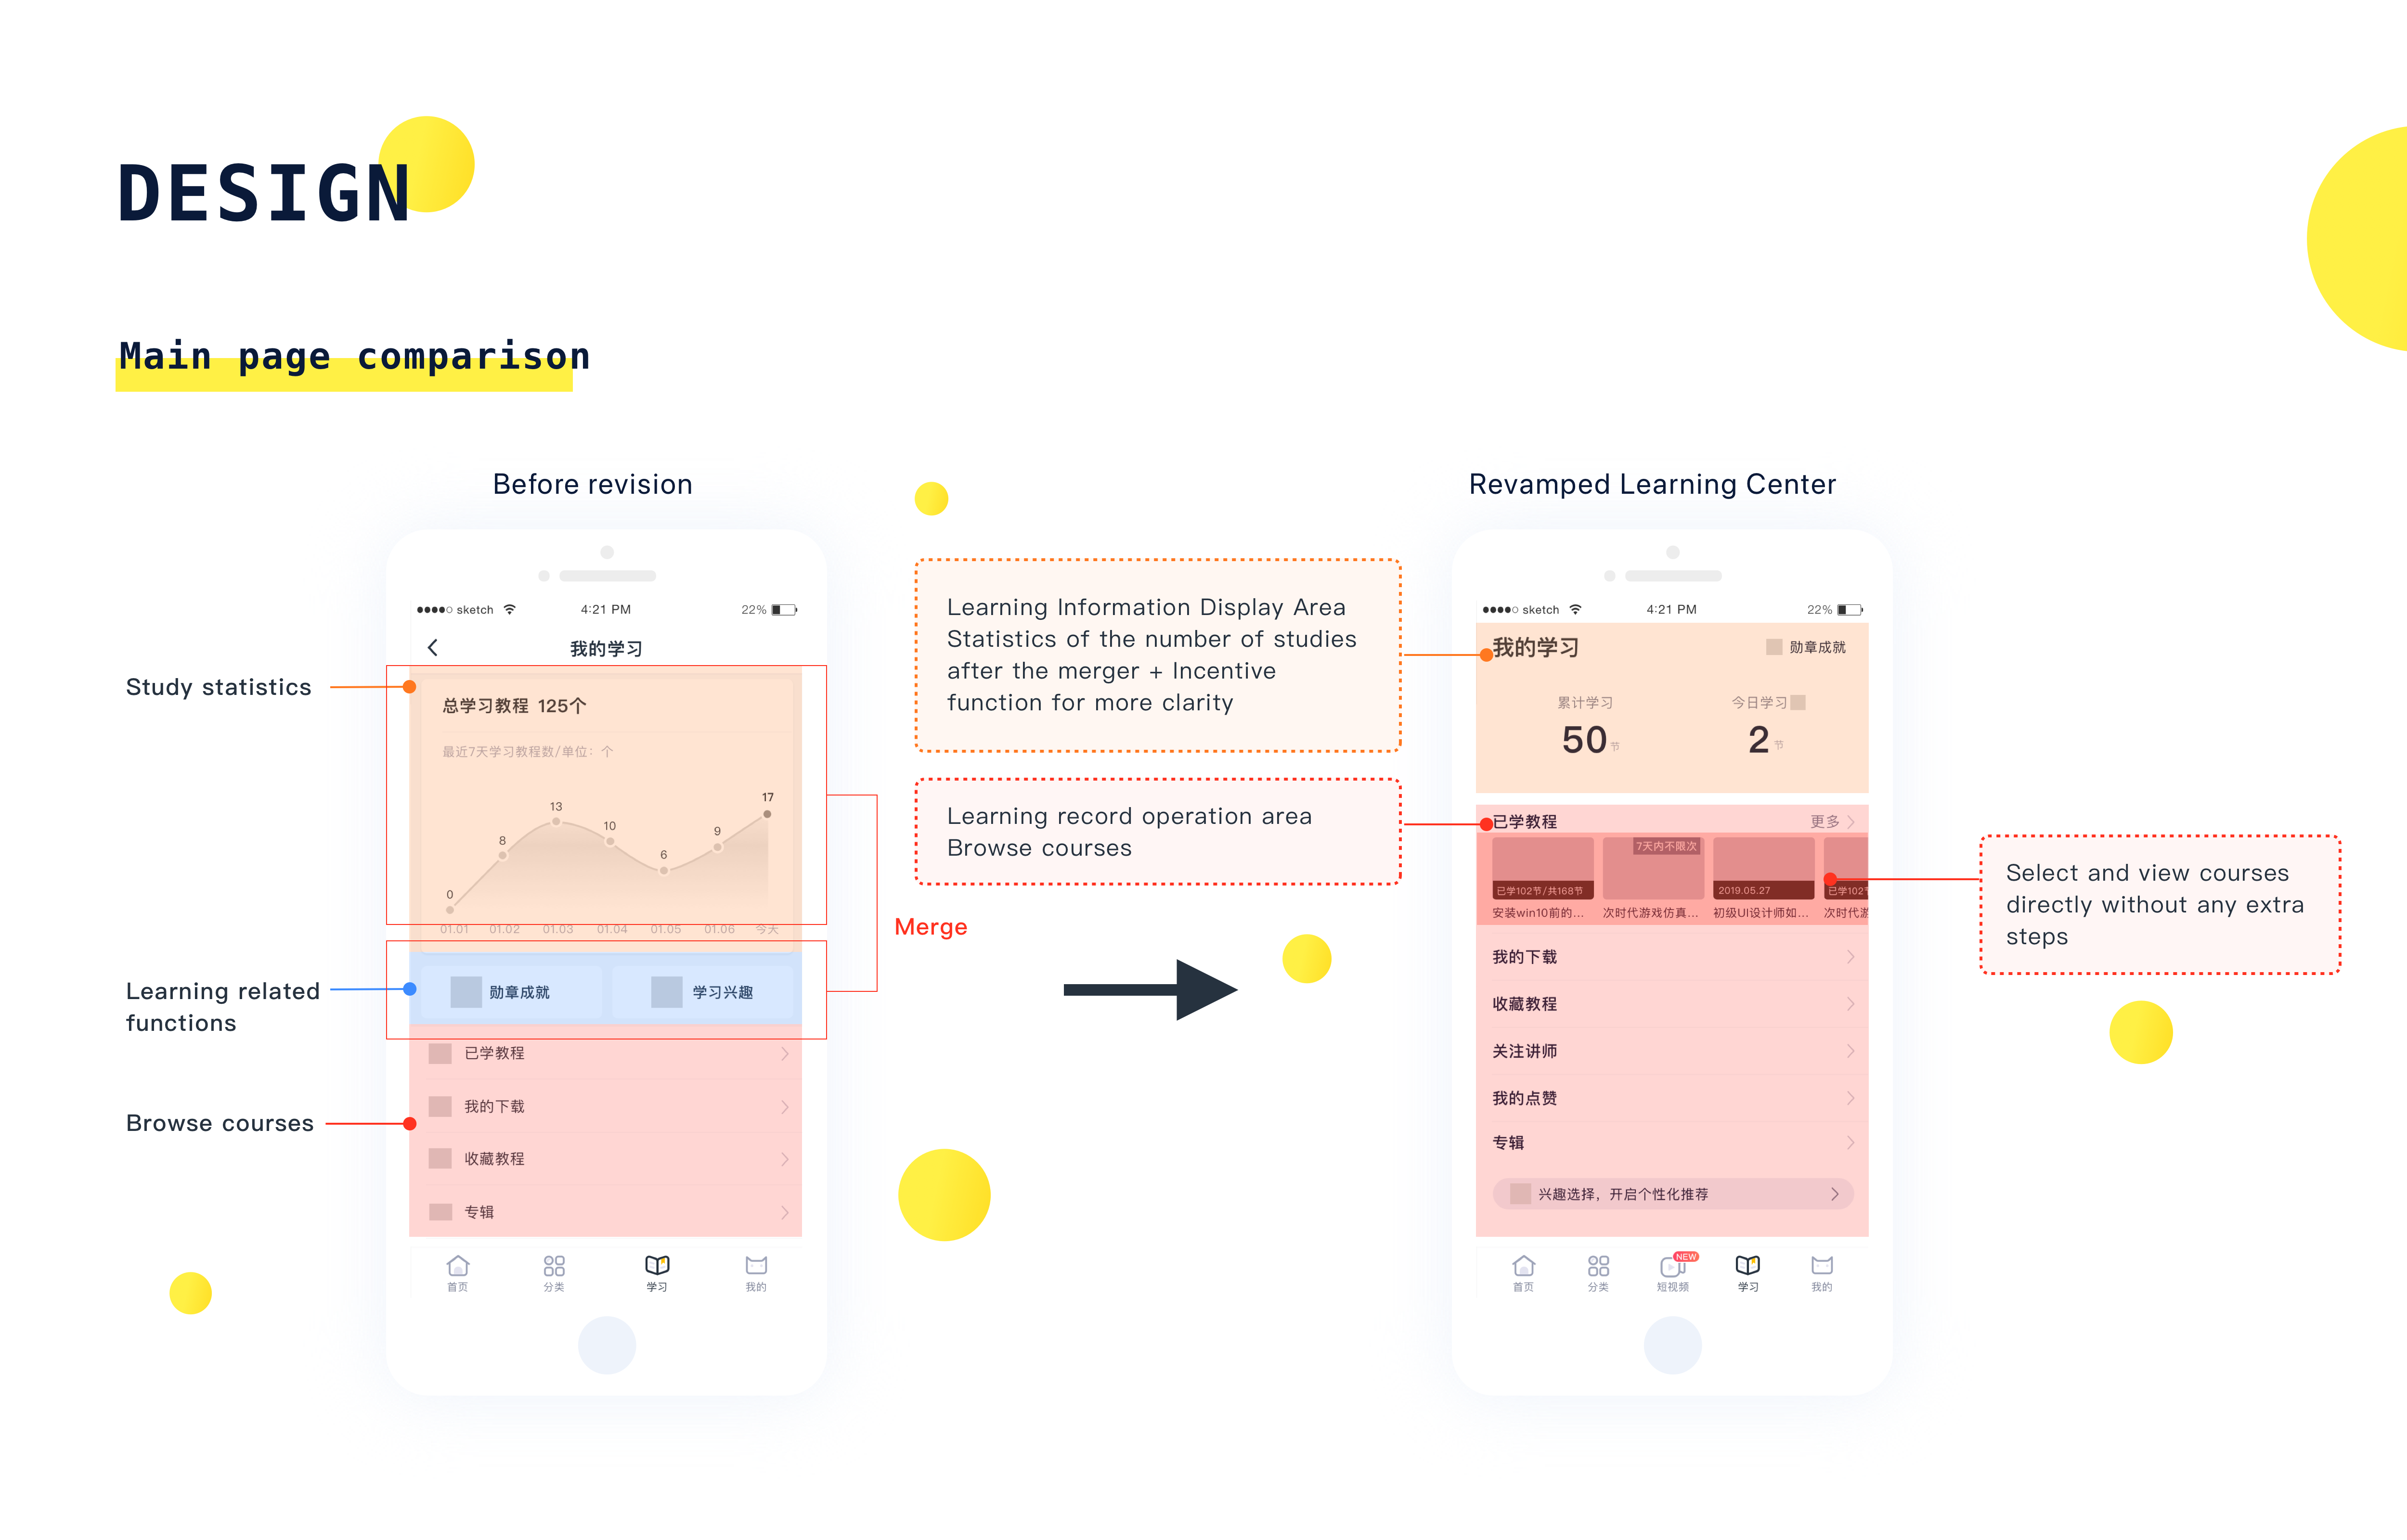 DESIGN
Main page comparison
Before revision
sketch
4:21 PM
22%
我的学习
Study statistics
总学习教程 125个
最近7天学习教程数/单位：个
0
8
13
10
6
9
17
01.01
01.02
01.03
01.04
01.05
01.06
今天
Learning related
functions
勋章成就
学习兴趣
Browse courses
已学教程
我的下载
收藏教程
专辑
首页
分类
学习
我的
Merge
Learning Information Display Area
Statistics of the number of studies
after the merger + Incentive
function for more clarity
Learning record operation area
Browse courses
Revamped Learning Center
sketch
4:21 PM
22%
我的学习
勋章成就
累计学习
50节
今日学习
2节
已学教程
更多
已学102节/共168节
7天内不限次
2019.05.27
已学102节
安装win10前的...
次时代游戏仿真...
初级UI设计师如...
次时代游
我的下载
收藏教程
关注讲师
我的点赞
专辑
兴趣选择，开启个性化推荐
首页
分类
NEW
短视频
学习
我的
Select and view courses
directly without any extra
steps